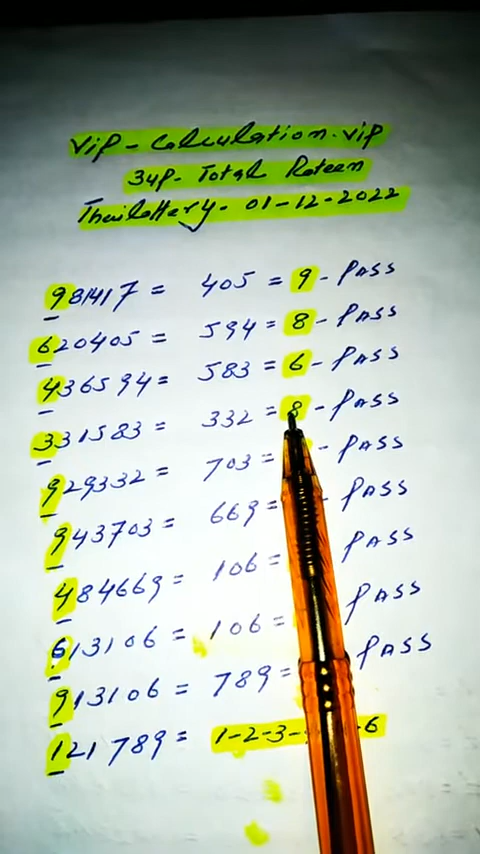 Vip - Calculation.vip
3up - Total Rateen
Thailottery - 01-12-2022
981417 = 405 = 9 - PASS
620405 = 594 = 8 - PASS
436594 = 583 = 6 - PASS
331583 = 332 = 8 - PASS
929332 = 703 = - PASS
943703 = 669 = - PASS
484669 = 106 = PASS
613106 = 106 = PASS
913106 = 789 = PASS
121789 = 1-2-3- 6